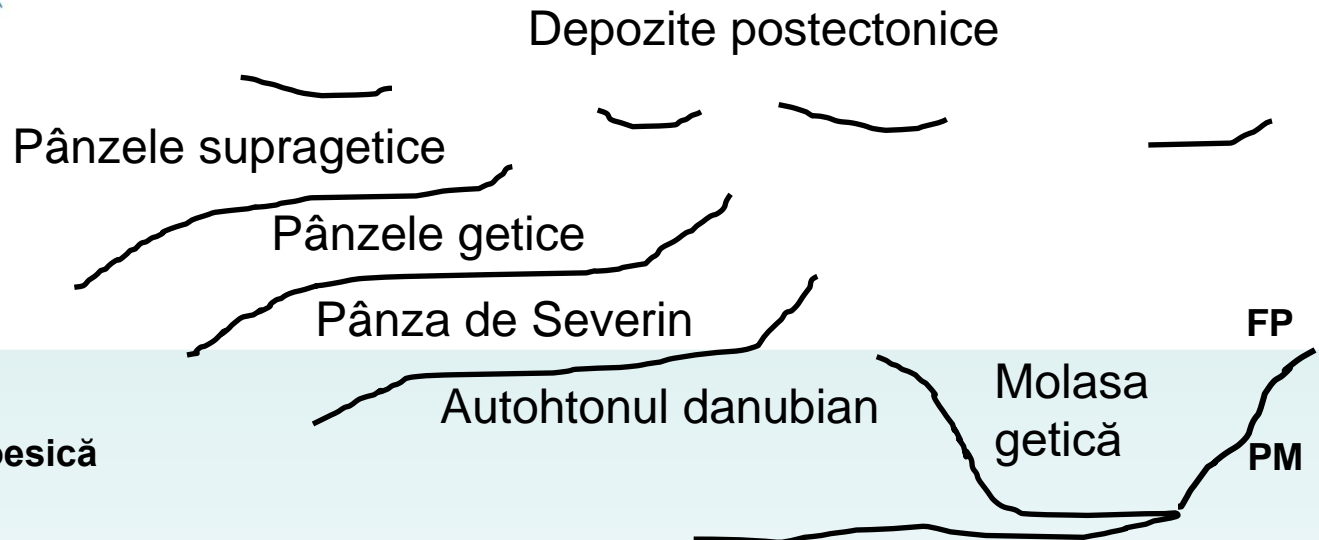 Depozite postectonice
Pânzele supragetice
Pânzele getice
Pânza de Severin
FP
Molasa
getică
Autohtonul danubian
PM